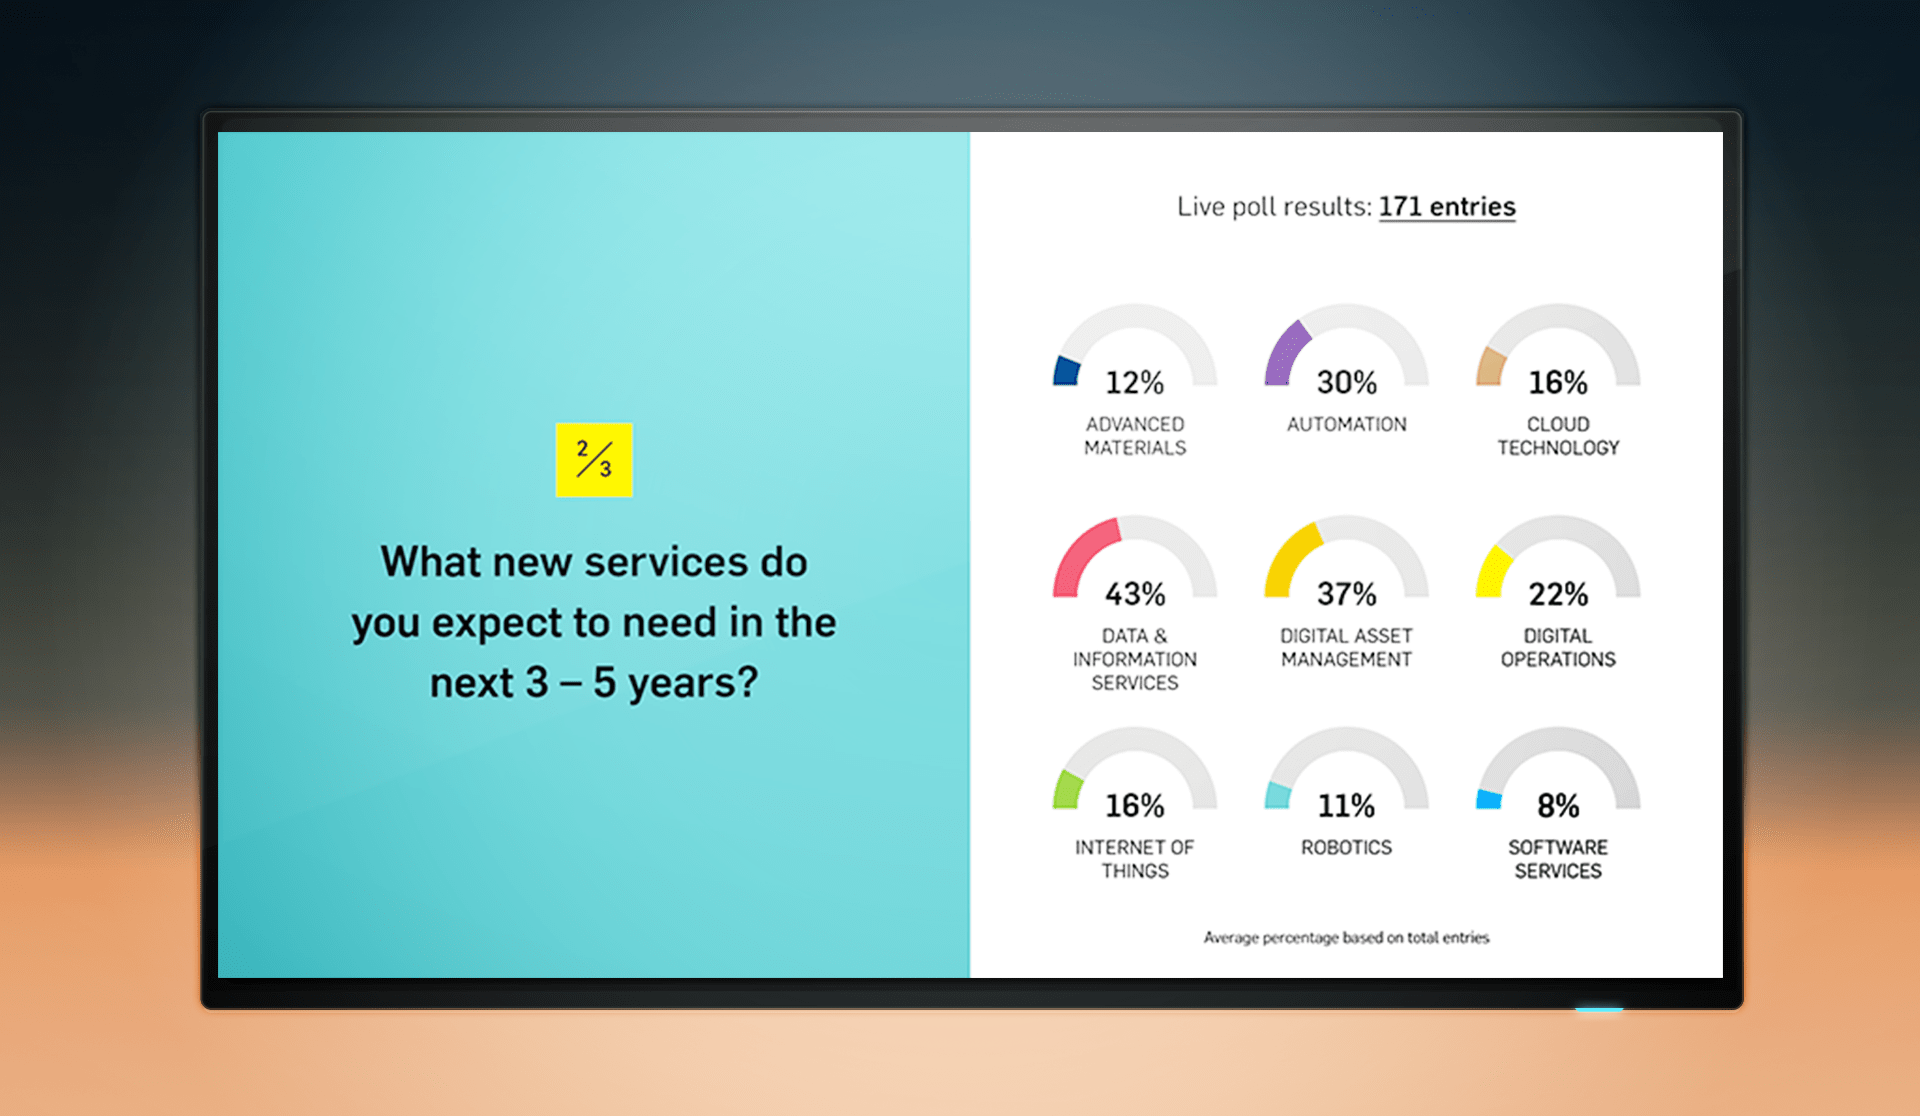 2/3
What new services do
you expect to need in the
next 3 – 5 years?
Live poll results: 171 entries
12%
ADVANCED
MATERIALS
30%
AUTOMATION
16%
CLOUD
TECHNOLOGY
43%
DATA &
INFORMATION
SERVICES
37%
DIGITAL ASSET
MANAGEMENT
22%
DIGITAL
OPERATIONS
16%
INTERNET OF
THINGS
11%
ROBOTICS
8%
SOFTWARE
SERVICES
Average percentage based on total entries